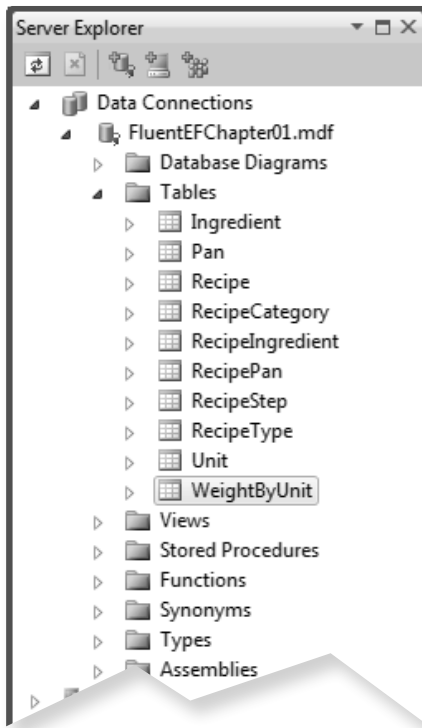 Server Explorer
Data Connections
FluentEFChapter01.mdf
Database Diagrams
Tables
Ingredient
Pan
Recipe
RecipeCategory
RecipeIngredient
RecipePan
RecipeStep
RecipeType
Unit
WeightByUnit
Views
Stored Procedures
Functions
Synonyms
Types
Assemblies